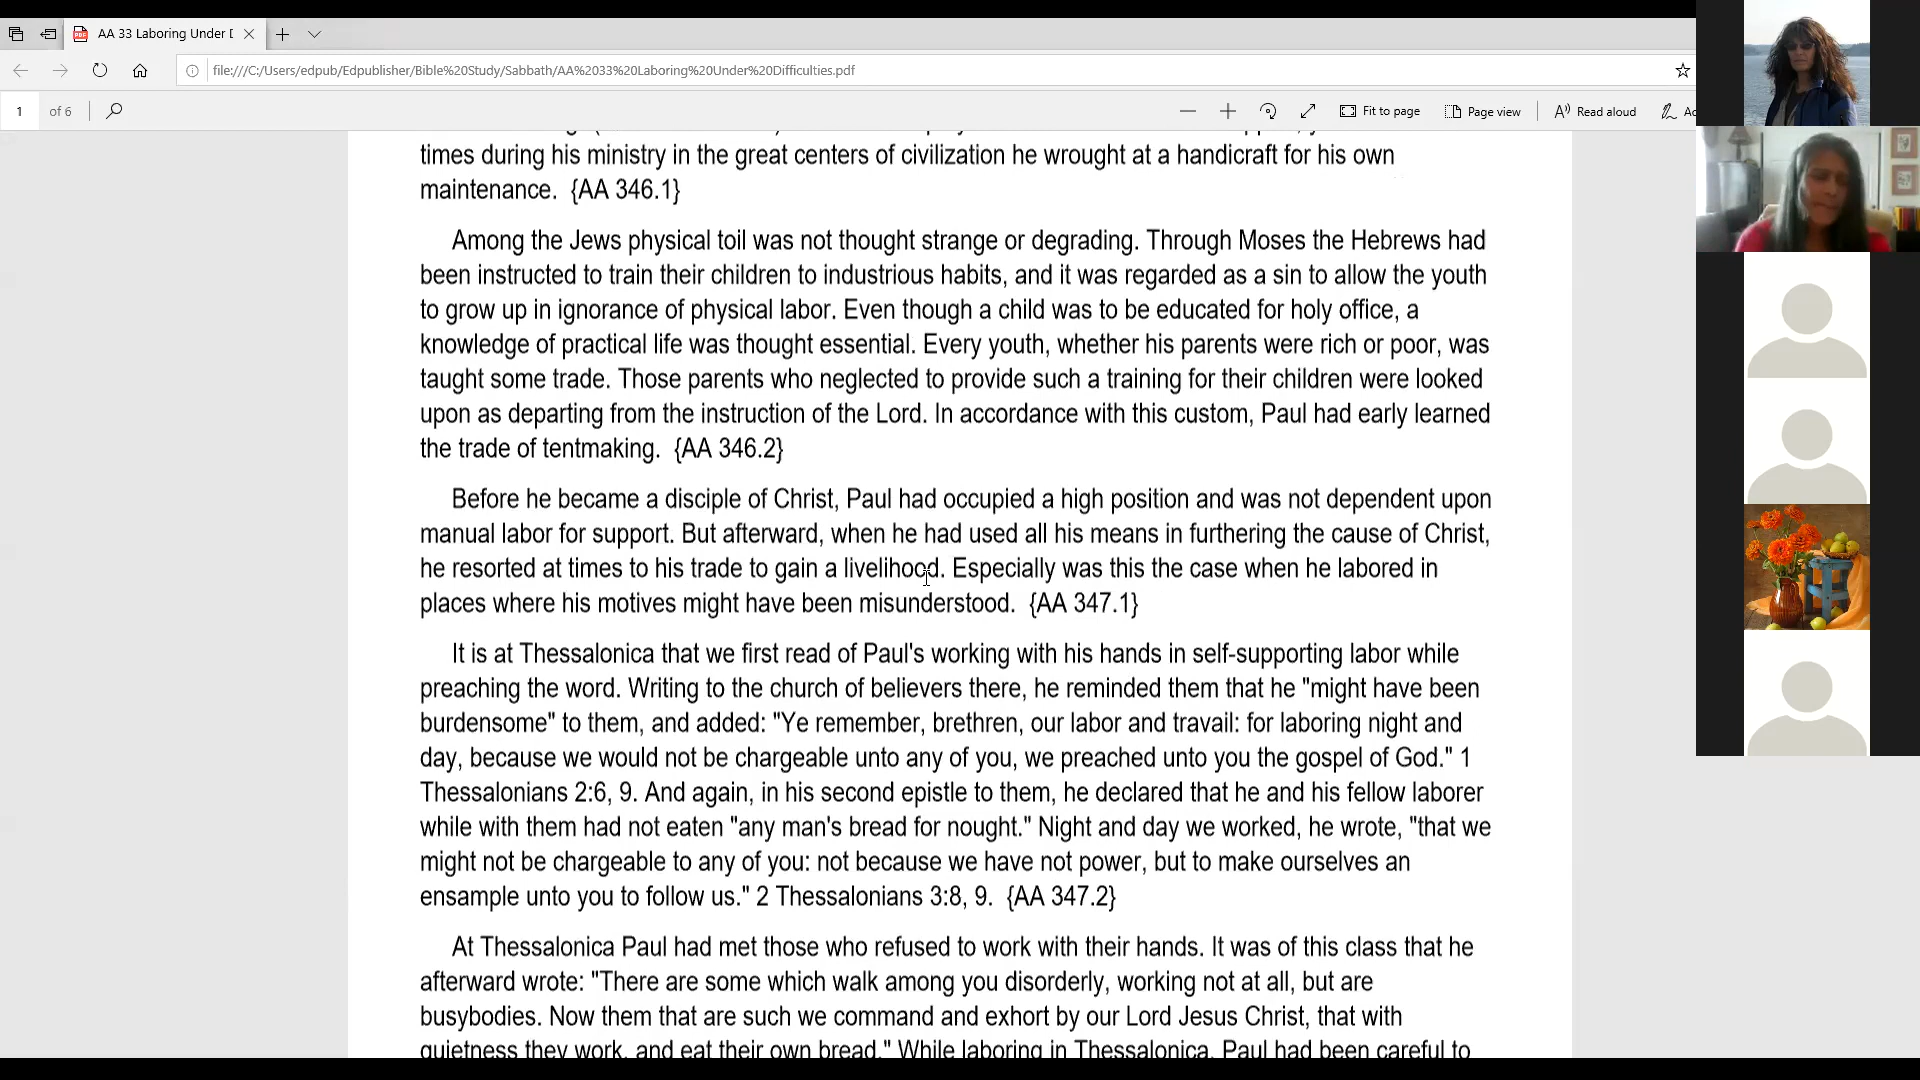 AA 33 Laboring Under D
file:///C:/Users/edpub/Edpublisher/Bible%20Study/Sabbath/AA%2033%20Laboring%20Under%20Difficulties.pdf
1 of 6
Fit to page
Page view
Read aloud
times during his ministry in the great centers of civilization he wrought at a handicraft for his own
maintenance. {AA 346.1}
Among the Jews physical toil was not thought strange or degrading. Through Moses the Hebrews had
been instructed to train their children to industrious habits, and it was regarded as a sin to allow the youth
to grow up in ignorance of physical labor. Even though a child was to be educated for holy office, a
knowledge of practical life was thought essential. Every youth, whether his parents were rich or poor, was
taught some trade. Those parents who neglected to provide such a training for their children were looked
upon as departing from the instruction of the Lord. In accordance with this custom, Paul had early learned
the trade of tentmaking. {AA 346.2}
Before he became a disciple of Christ, Paul had occupied a high position and was not dependent upon
manual labor for support. But afterward, when he had used all his means in furthering the cause of Christ,
he resorted at times to his trade to gain a livelihood. Especially was this the case when he labored in
places where his motives might have been misunderstood. {AA 347.1}
It is at Thessalonica that we first read of Paul's working with his hands in self-supporting labor while
preaching the word. Writing to the church of believers there, he reminded them that he "might have been
burdensome" to them, and added: "Ye remember, brethren, our labor and travail: for laboring night and
day, because we would not be chargeable unto any of you, we preached unto you the gospel of God." 1
Thessalonians 2:6, 9. And again, in his second epistle to them, he declared that he and his fellow laborer
while with them had not eaten "any man's bread for nought." Night and day we worked, he wrote, "that we
might not be chargeable to any of you: not because we have not power, but to make ourselves an
ensample unto you to follow us." 2 Thessalonians 3:8, 9. {AA 347.2}
At Thessalonica Paul had met those who refused to work with their hands. It was of this class that he
afterward wrote: "There are some which walk among you disorderly, working not at all, but are
busybodies. Now them that are such we command and exhort by our Lord Jesus Christ, that with
quietness they work, and eat their own bread." While laboring in Thessalonica, Paul had been careful to